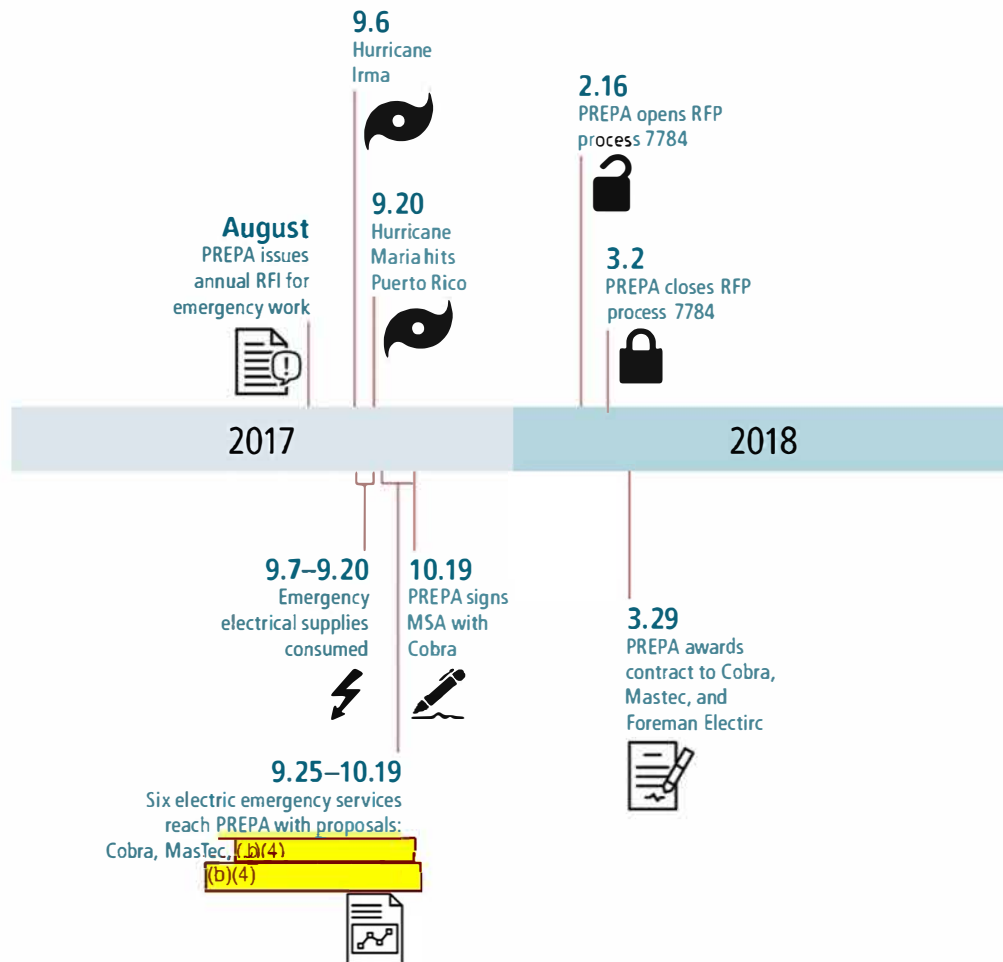 9.6
Hurricane
Irma
2.16
PREPA opens RFP
process 7784
9.20
Hurricane
Maria hits
Puerto Rico
August
PREPA issues
annual RFI for
emergency work
3.2
PREPA closes RFP
process 7784
2017
2018
9.7–9.20
Emergency
electrical supplies
consumed
10.19
PREPA signs
MSA with
Cobra
3.29
PREPA awards
contract to Cobra,
Mastec, and
Foreman Electirc
9.25–10.19
Six electric emergency services
reach PREPA with proposals:
Cobra, MasTec, (b)(4)
(b)(4)